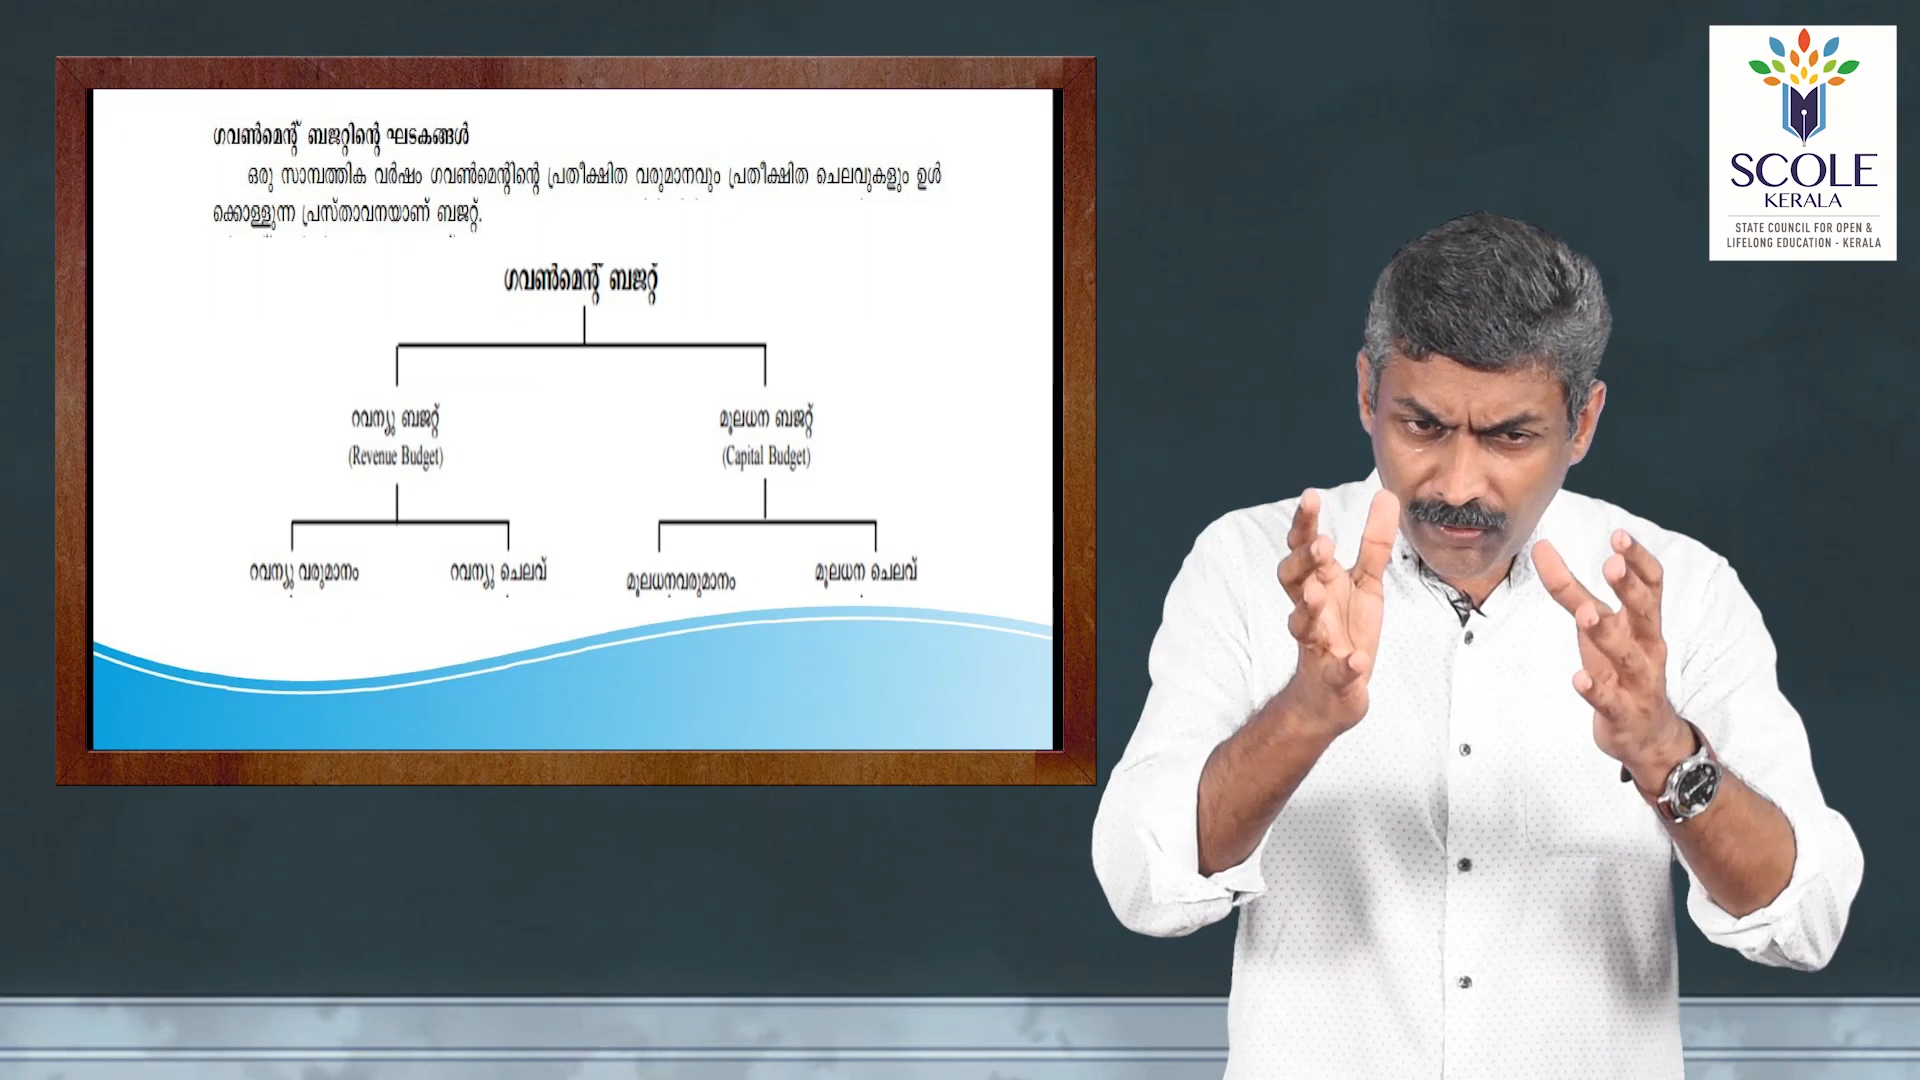 ഗവൺമെന്റ് ബജറ്റിന്റെ ഘടകങ്ങൾ
ഒരു സാമ്പത്തിക വർഷം ഗവൺമെന്റിന്റെ പ്രതീക്ഷിത വരുമാനവും പ്രതീക്ഷിത ചെലവുകളും ഉൾ
ക്കൊള്ളുന്ന പ്രസ്താവനയാണ് ബജറ്റ്.
ഗവൺമെന്റ് ബജറ്റ്
റവന്യൂ ബജറ്റ്
(Revenue Budget)
മൂലധന ബജറ്റ്
(Capital Budget)
റവന്യൂ വരുമാനം
റവന്യൂ ചെലവ്
മൂലധനവരുമാനം
മൂലധന ചെലവ്
SCOLE
KERALA
STATE COUNCIL FOR OPEN &
LIFELONG EDUCATION - KERALA